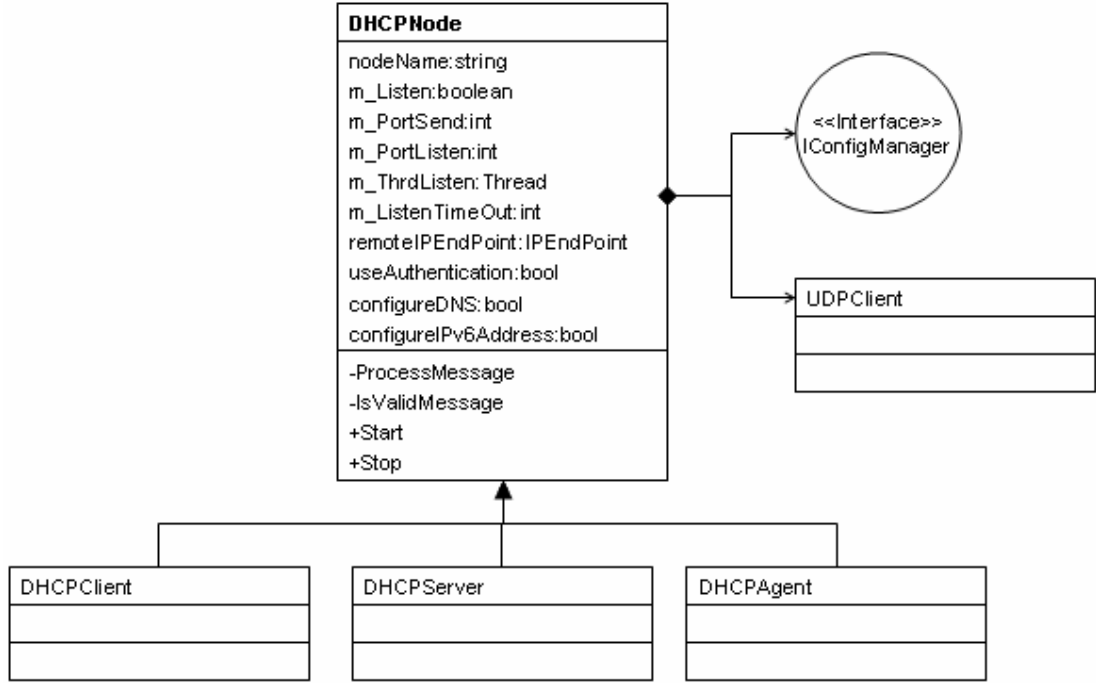 DHCPNode
nodeName:string
m_Listen:boolean
m_PortSend:int
m_PortListen:int
m_ThrdListen:Thread
m_ListenTimeOut:int
remoteIPEndPoint:IPEndPoint
useAuthentication:bool
configureDNS:bool
configureIPv6Address:bool
-ProcessMessage
-IsValidMessage
+Start
+Stop
<<Interface>>
IConfigManager
UDPClient
DHCPClient
DHCPServer
DHCPAgent